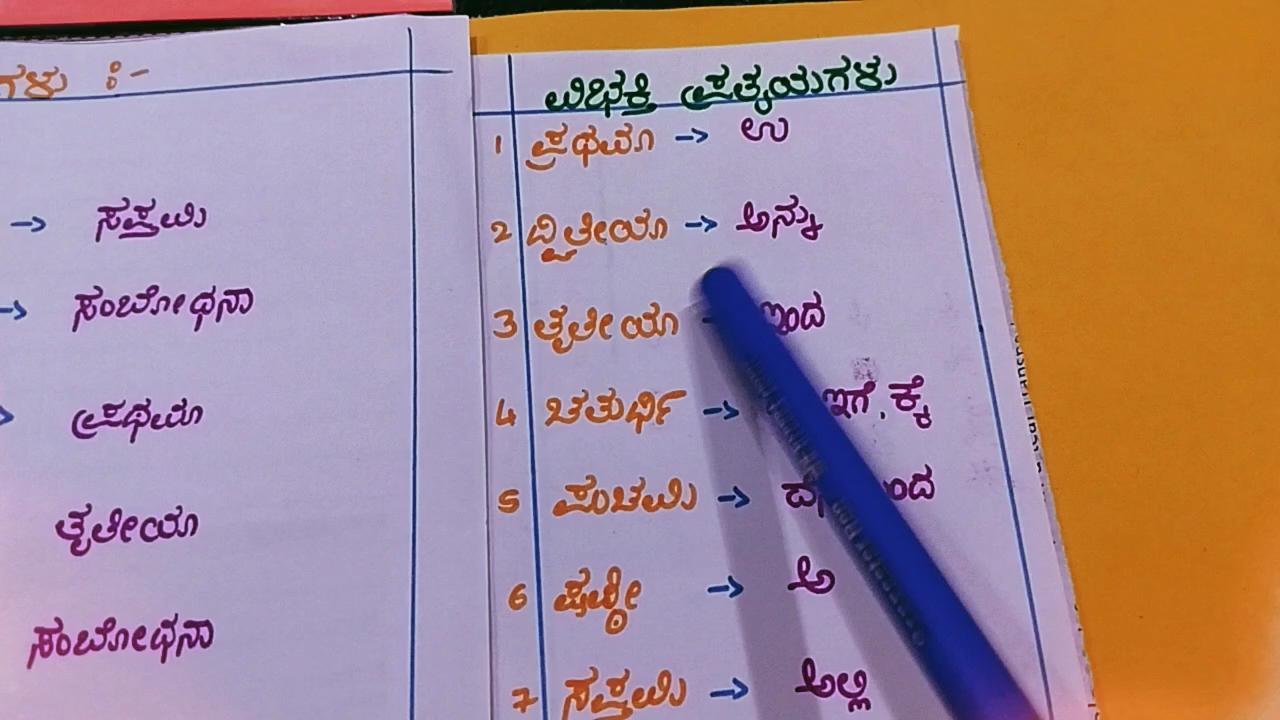 ಗಳು :-
→ ಸಪ್ತಮಿ
→ ಸಂಬೋಧನಾ
→ ಪ್ರಥಮಾ
ತೃತೀಯಾ
ಸಂಬೋಧನಾ
ವಿಭಕ್ತಿ ಪ್ರತ್ಯಯಗಳು
1 ಪ್ರಥಮಾ → ಉ
2 ದ್ವಿತೀಯಾ → ಅನ್ನು
3 ತೃತೀಯಾ → ಇಂದ
4 ಚತುರ್ಥಿ → ಇಗೆ, ಕ್ಕೆ
5 ಪಂಚಮಿ →
6 ಷಷ್ಠೀ → ಅ
7 ಸಪ್ತಮಿ → ಅಲ್ಲಿ